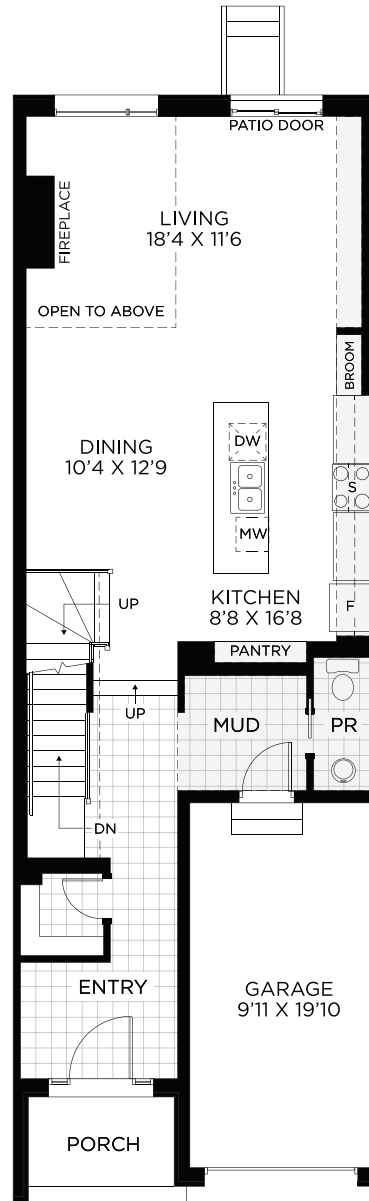 PATIO DOOR
FIREPLACE
LIVING
18'4 X 11'6
OPEN TO ABOVE
BROOM
DW
DINING
10'4 X 12'9
S
MW
UP
KITCHEN
8'8 X 16'8
F
PANTRY
UP
MUD
PR
DN
ENTRY
GARAGE
9'11 X 19'10
PORCH